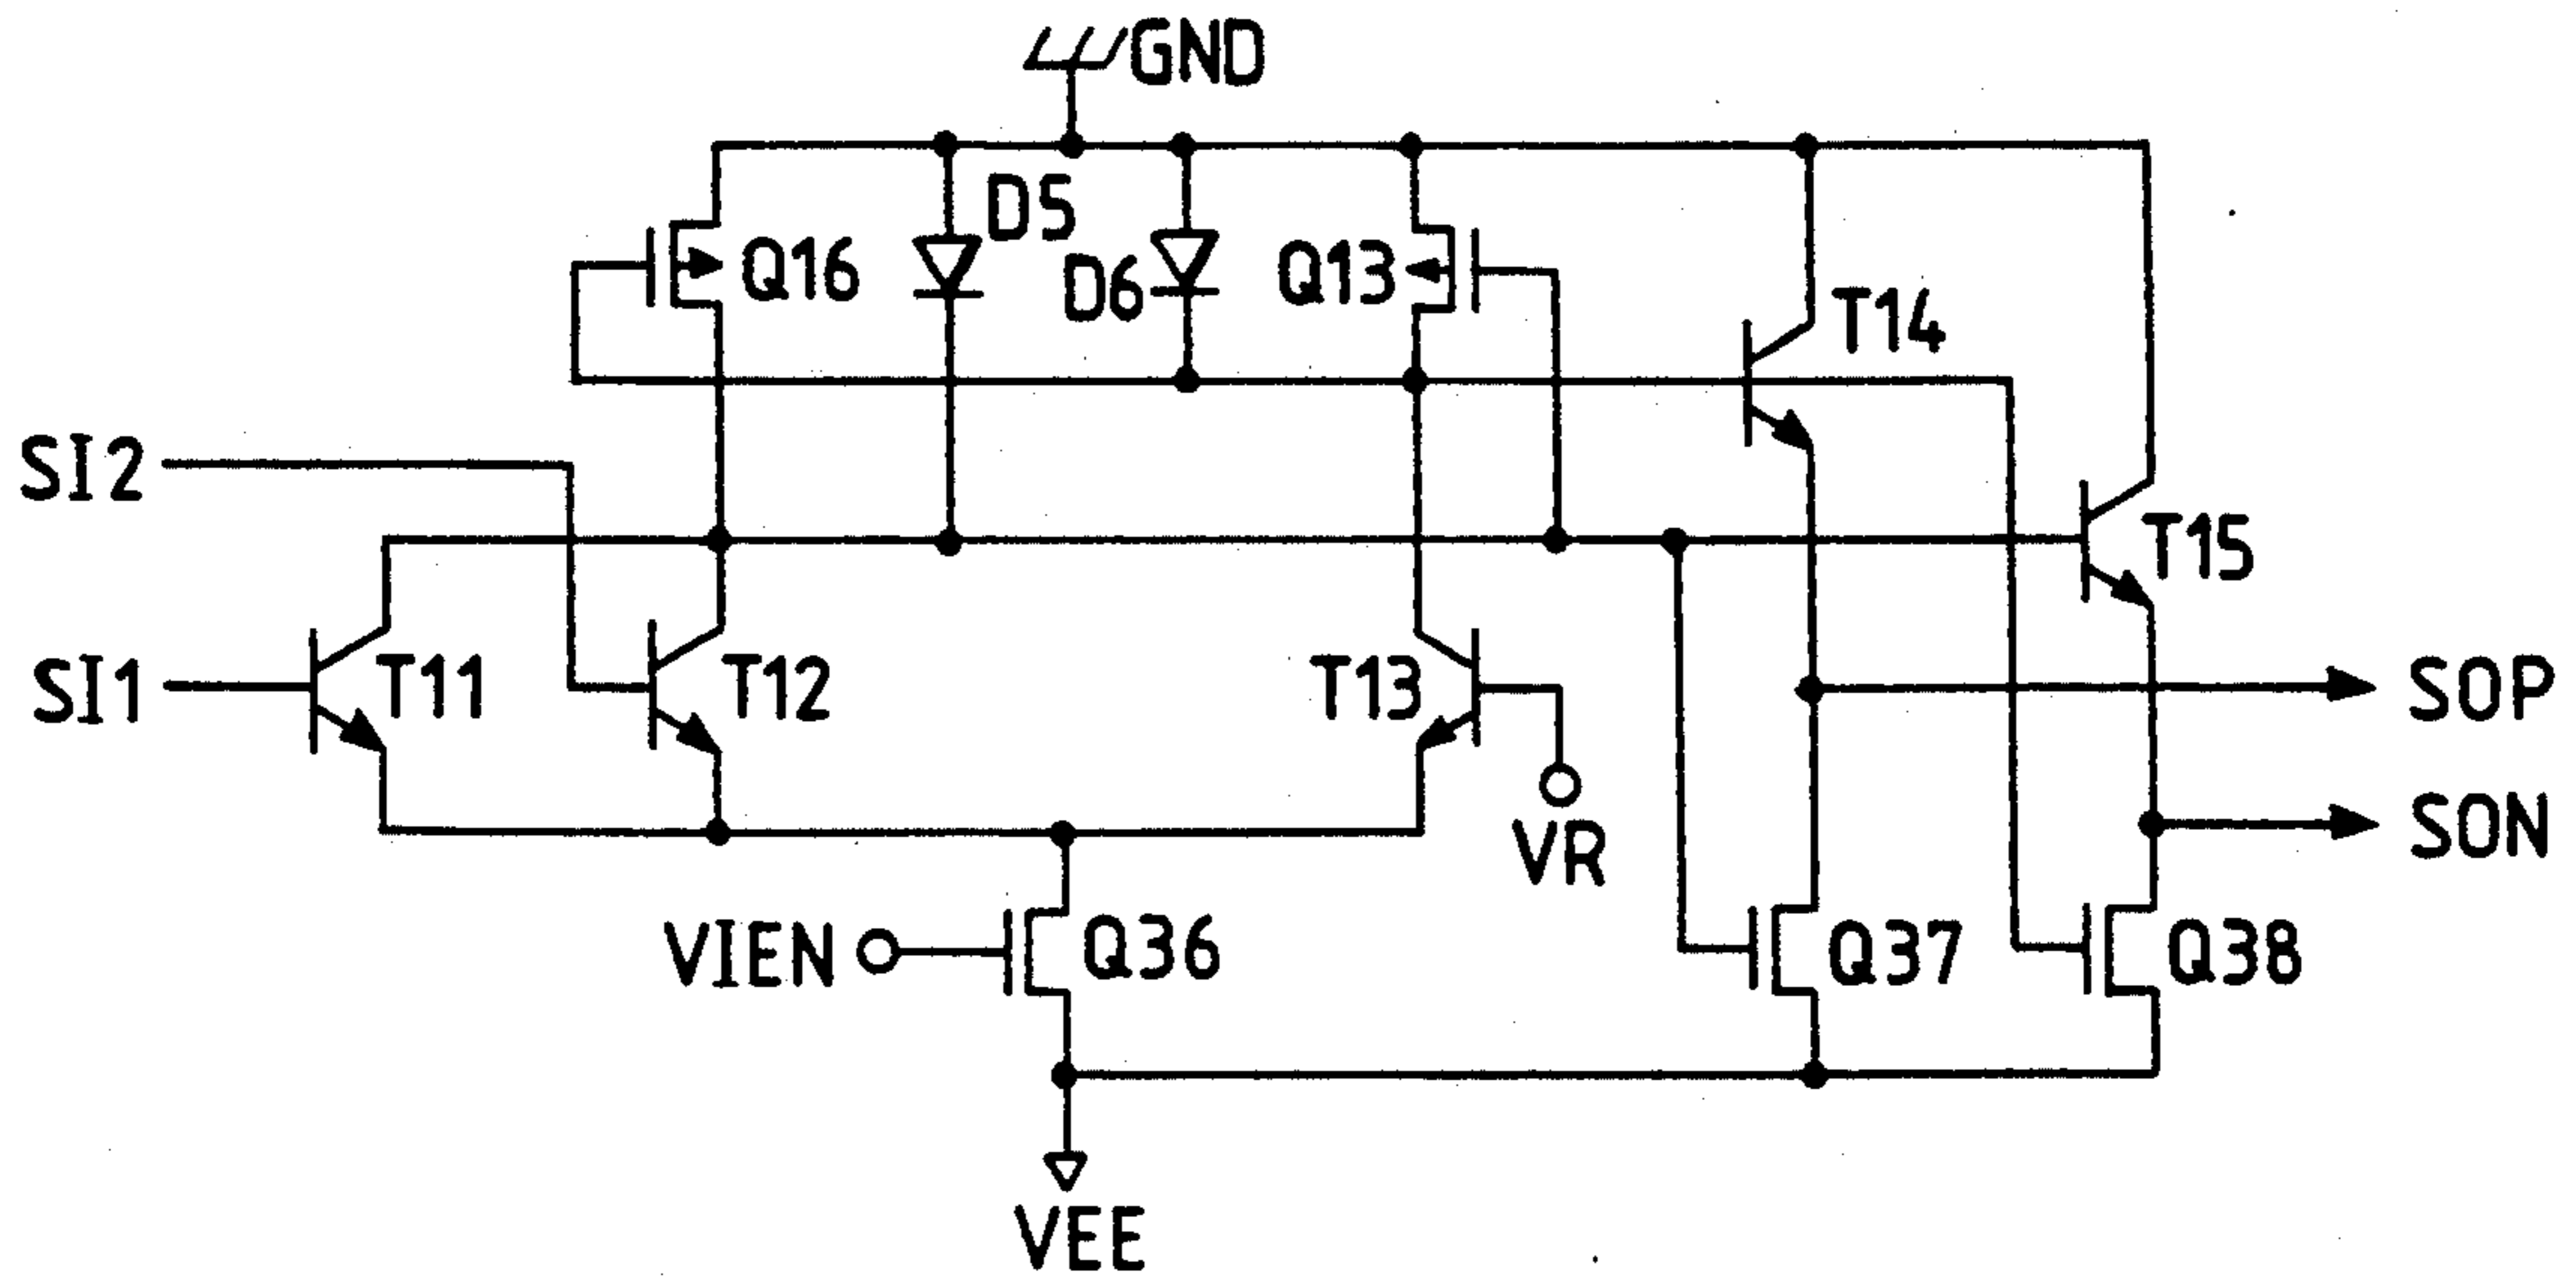 GND
D5
Q16
D6
Q13
T14
SI2
T15
SI1
T11
T12
T13
SOP
SON
VR
VIEN
Q36
Q37
Q38
VEE